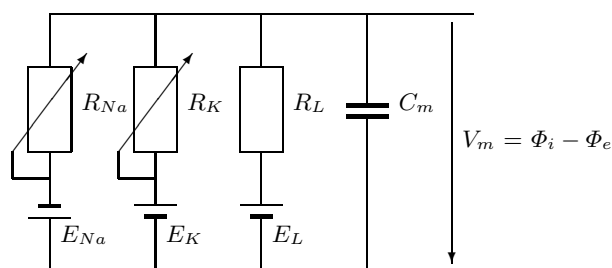 R_{Na} R_K R_L C_m
V_m = Φ_i − Φ_e
E_{Na} E_K E_L